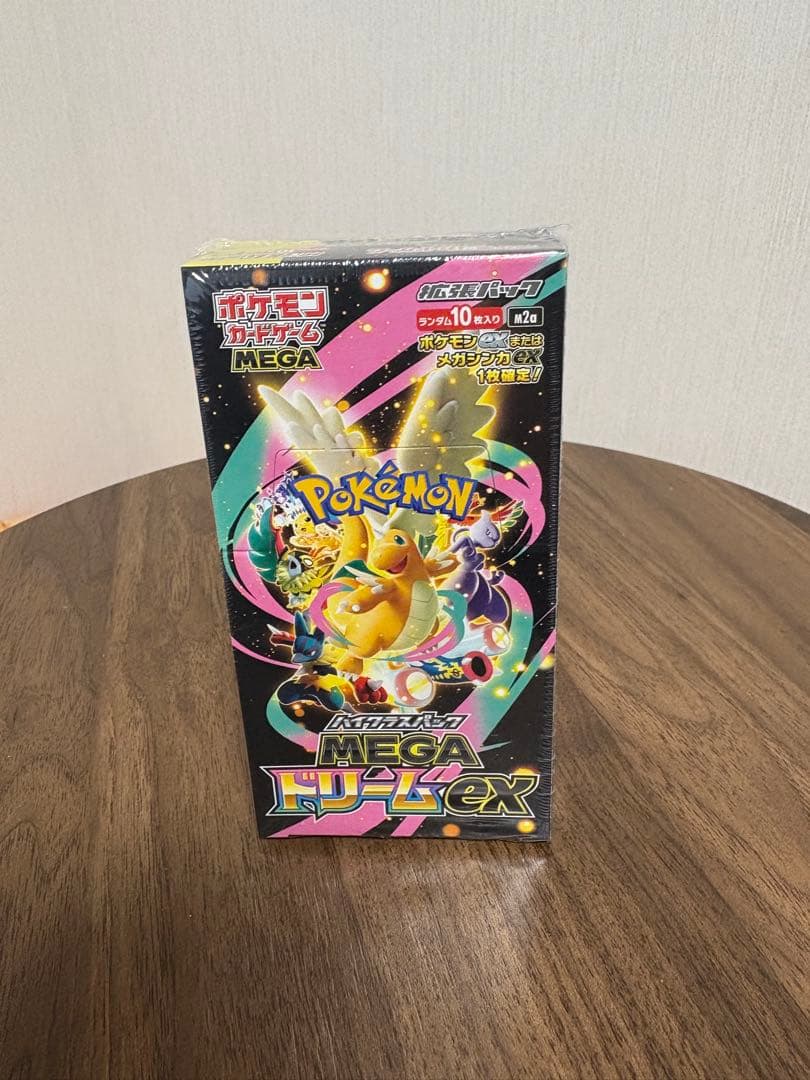 ポケモン
カードゲーム
MEGA
拡張パック
ランダム10枚入り M2a
ポケモンexまたは
メガシンカex
1枚確定!
POKéMON
ハイクラスパック
MEGA
ドリームex